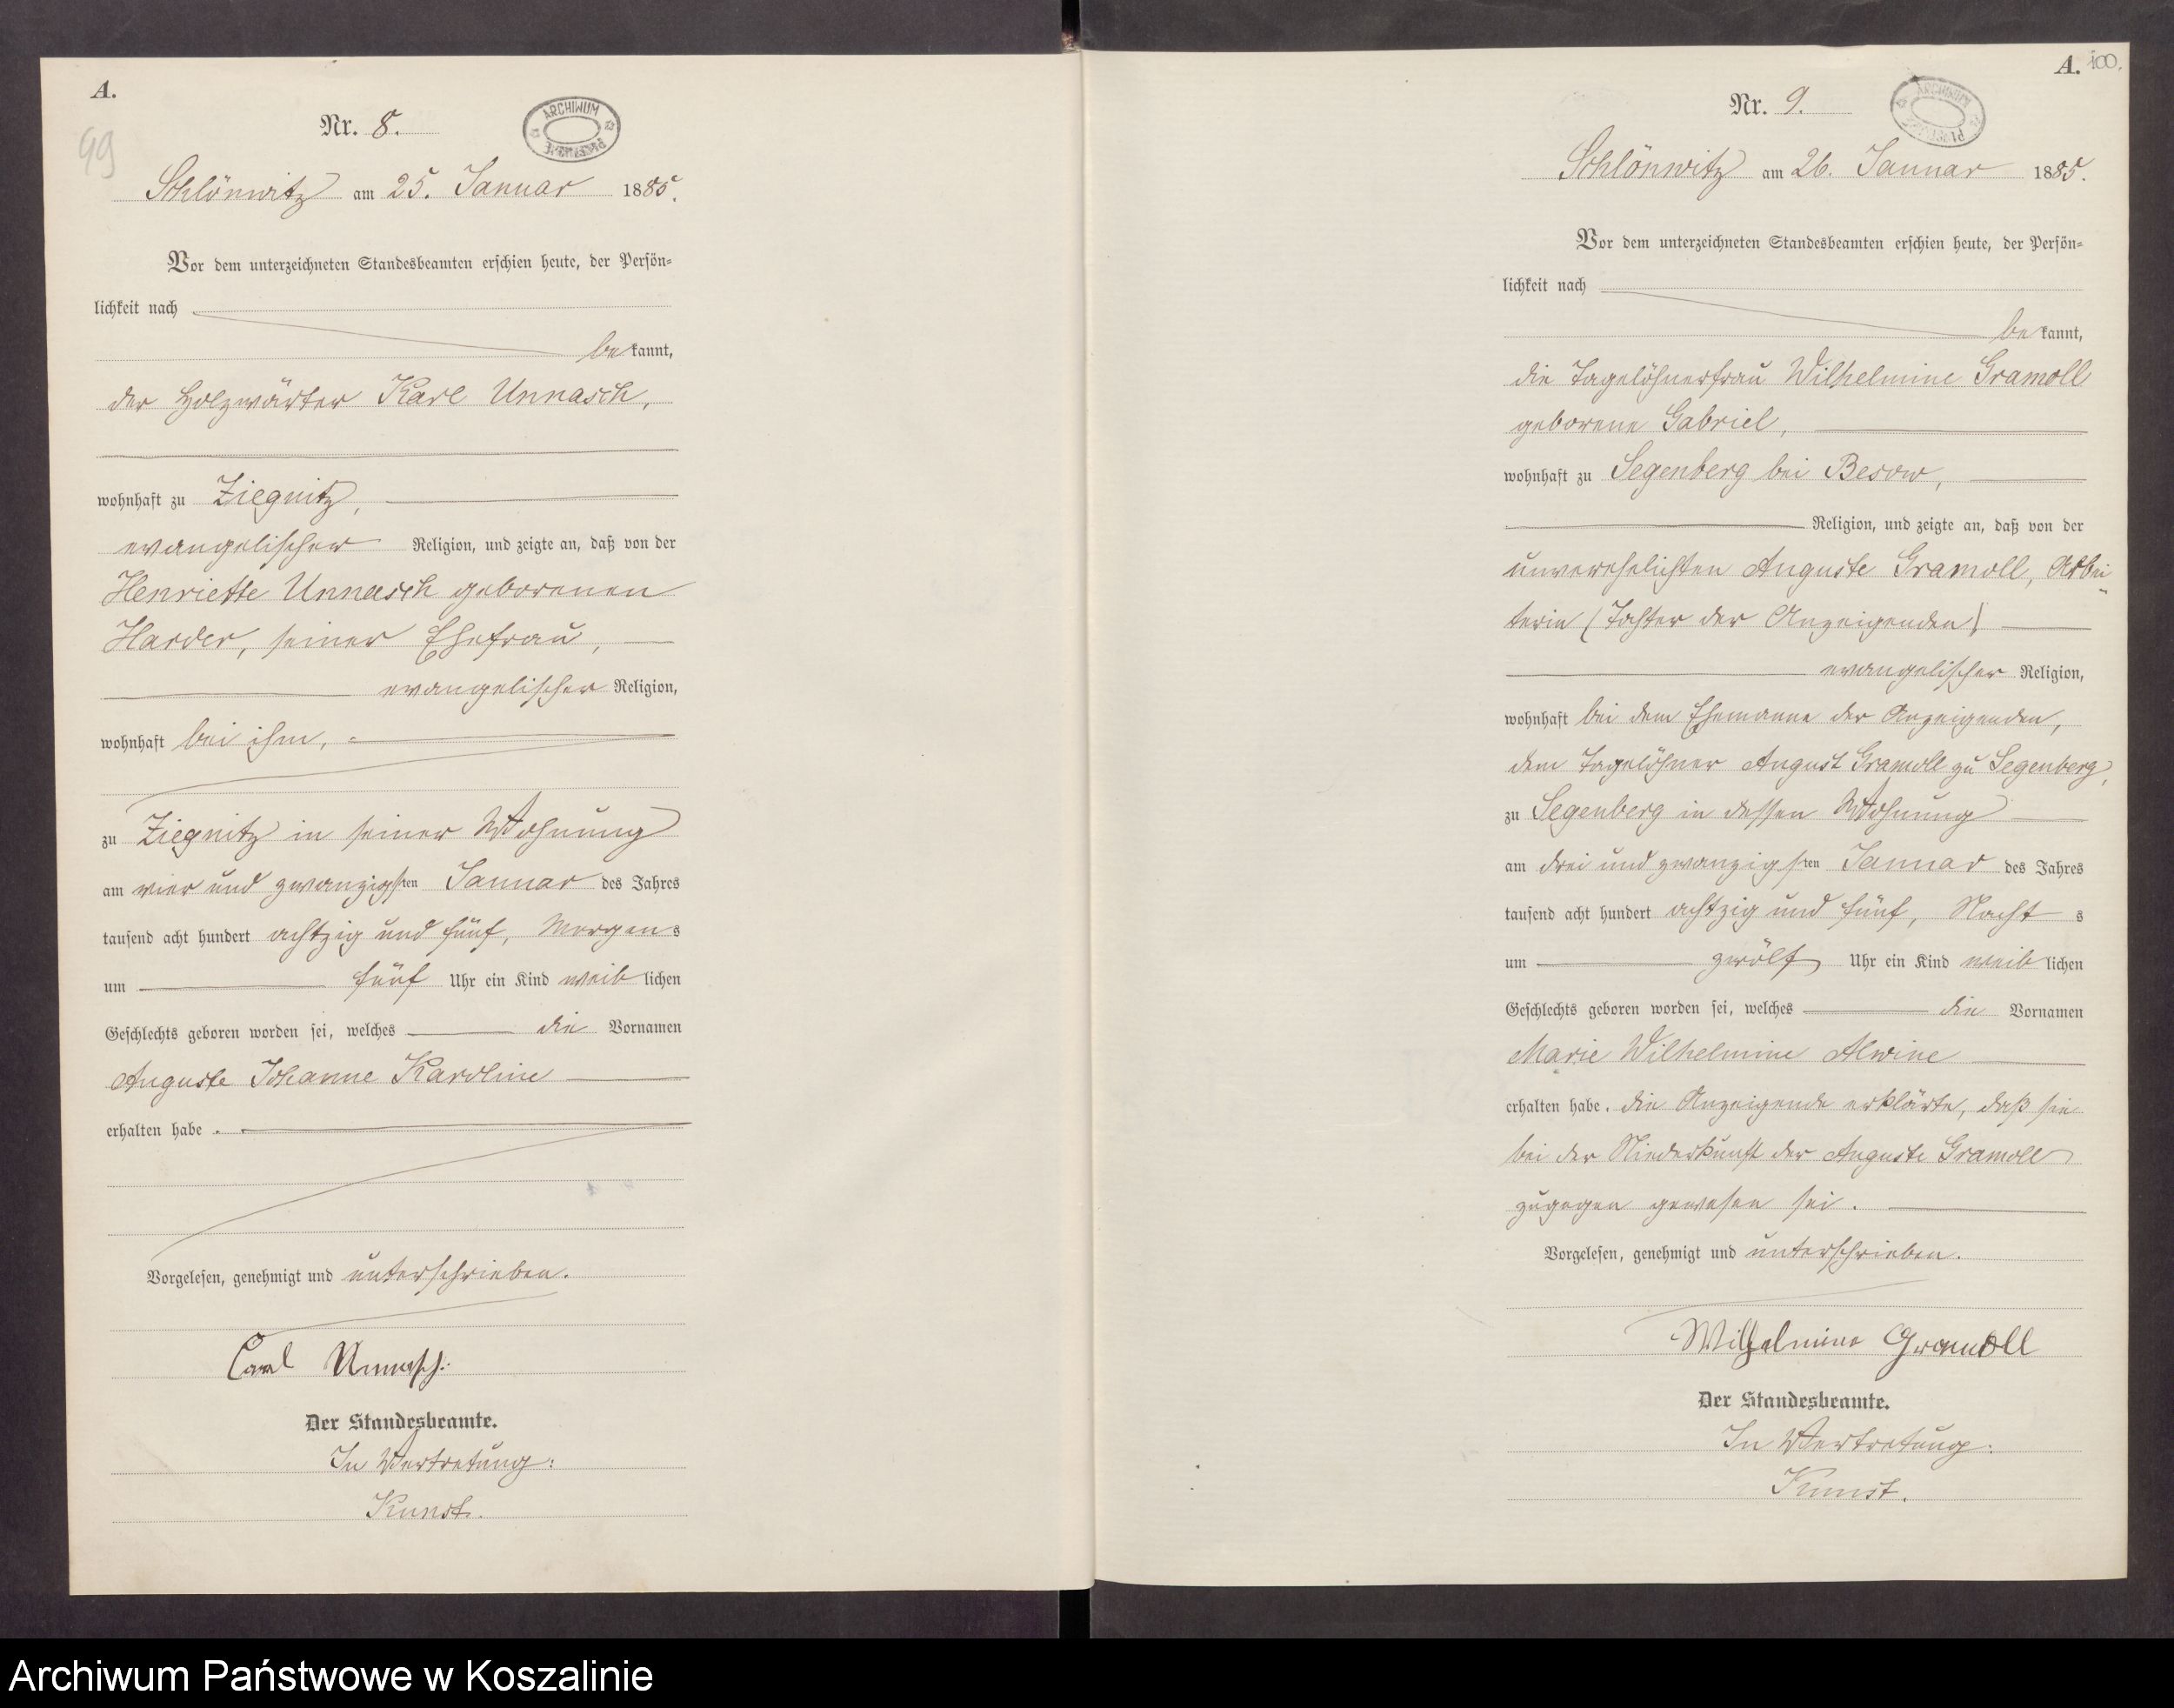 A.
99
Nr. 8.
ARCHIWUM
Schlönwitz am 25. Januar 1885.
Vor dem unterzeichneten Standesbeamten erschien heute, der Persön-
lichkeit nach
bekannt,
der Holzwärter Karl Unnasch,
wohnhaft zu Ziegnitz,
evangelischer Religion, und zeigte an, daß von der
Henriette Unnasch geborenen
Harder, seiner Ehefrau,
evangelischer Religion,
wohnhaft bei ihm,
zu Ziegnitz in seiner Wohnung
am vier und zwanzigsten Januar des Jahres
tausend acht hundert achtzig und fünf, Morgens
um fünf Uhr ein Kind weiblichen
Geschlechts geboren worden sei, welches die Vornamen
Auguste Johanne Karoline
erhalten habe.
Vorgelesen, genehmigt und unterschrieben.
Carl Unnasch.
Der Standesbeamte.
In Vertretung:
Kunst.
A. 100.
Nr. 9.
ARCHIWUM
Schlönwitz am 26. Januar 1885.
Vor dem unterzeichneten Standesbeamten erschien heute, der Persön-
lichkeit nach
bekannt,
die Tagelöhnerfrau Wilhelmine Gramoll
geborene Gabriel,
wohnhaft zu Segenberg bei Besow,
Religion, und zeigte an, daß von der
unverehelichten Auguste Gramoll, Arbei-
terin (Tochter der Anzeigenden)
evangelischer Religion,
wohnhaft bei dem Ehemanne der Anzeigenden,
dem Tagelöhner August Gramoll zu Segenberg,
zu Segenberg in dessen Wohnung
am drei und zwanzigsten Januar des Jahres
tausend acht hundert achtzig und fünf, Nachts
um zwölf Uhr ein Kind weiblichen
Geschlechts geboren worden sei, welches die Vornamen
Marie Wilhelmine Alwine
erhalten habe. Die Anzeigende erklärte, daß sie
bei der Niederkunft der Auguste Gramoll
zugegen gewesen sei.
Vorgelesen, genehmigt und unterschrieben.
Wilhelmine Gramoll
Der Standesbeamte.
In Vertretung:
Kunst.
Archiwum Państwowe w Koszalinie